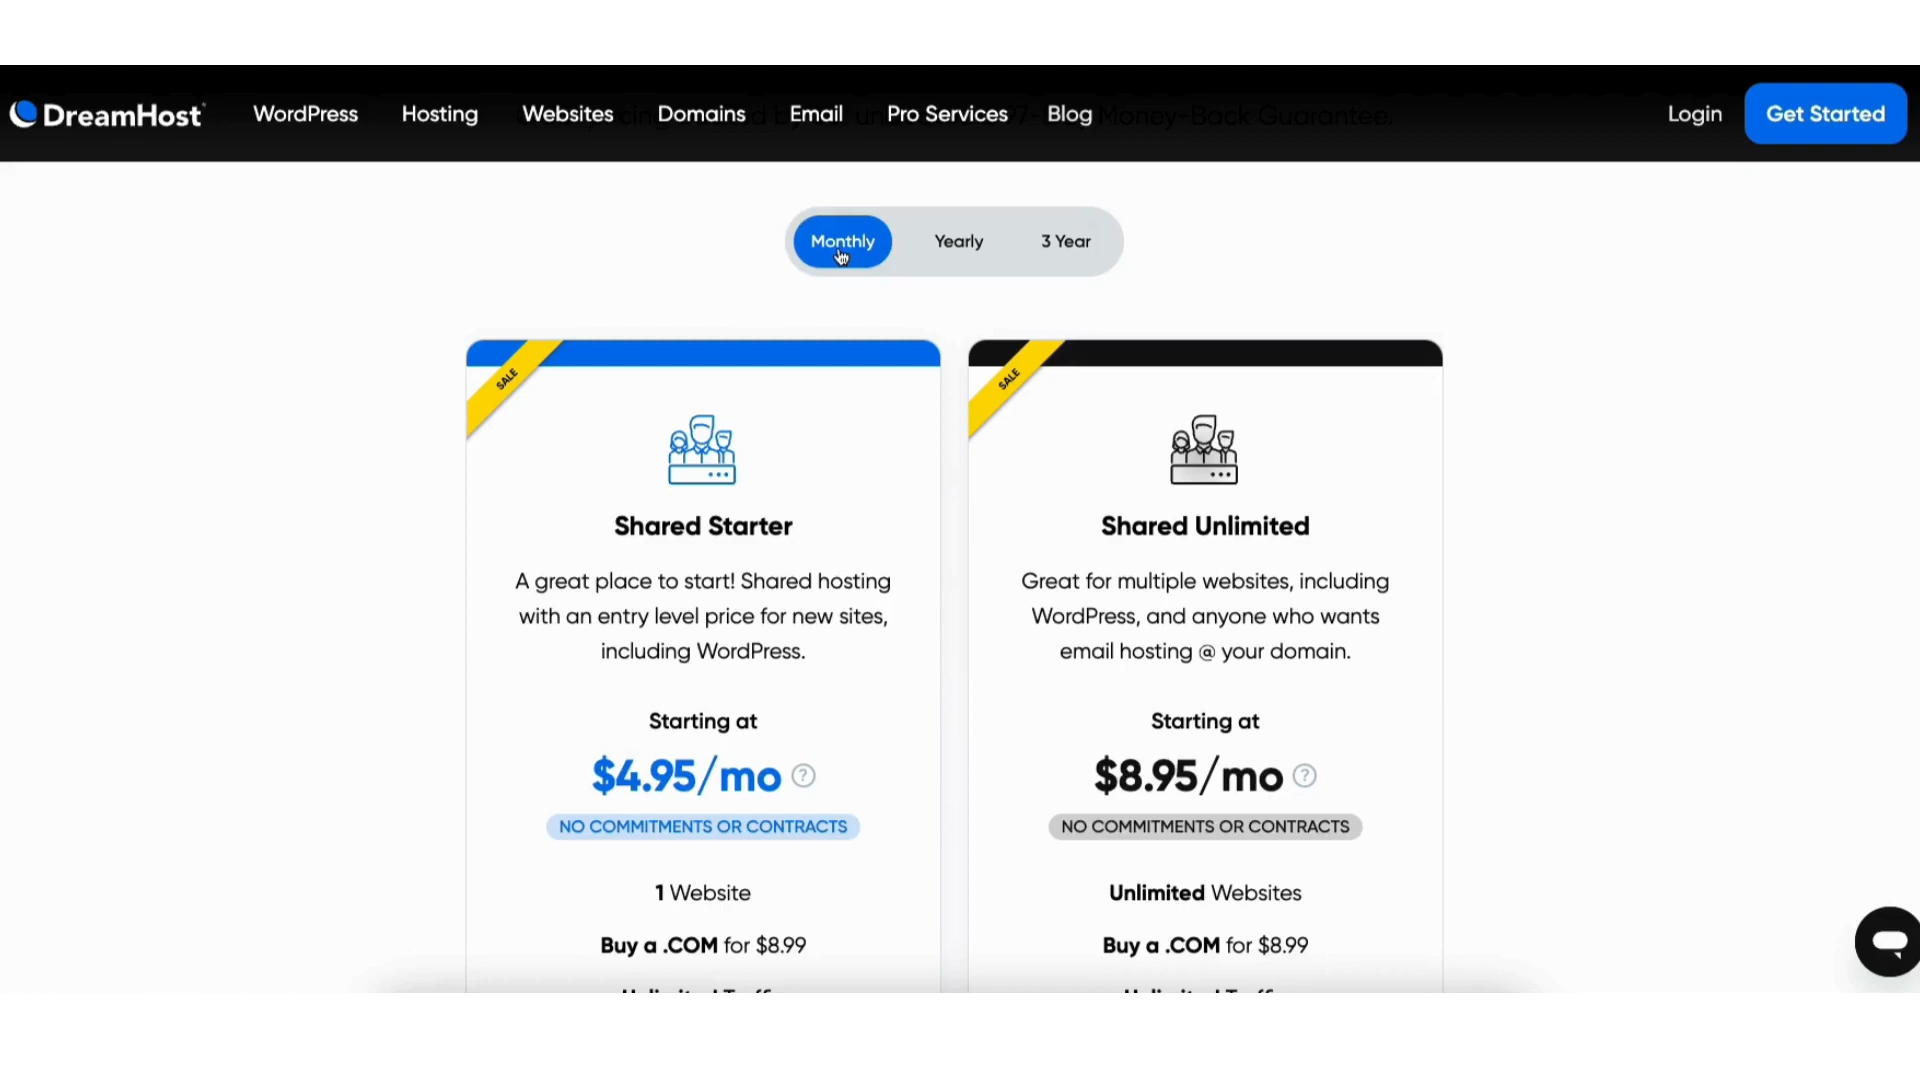 DreamHost
WordPress
Hosting
Websites
Domains
Email
Pro Services
Blog
Money-Back Guarantee.
Login
Get Started
Monthly
Yearly
3 Year
SALE
Shared Starter
A great place to start! Shared hosting
with an entry level price for new sites,
including WordPress.
Starting at
$4.95/mo ?
NO COMMITMENTS OR CONTRACTS
1 Website
Buy a .COM for $8.99
SALE
Shared Unlimited
Great for multiple websites, including
WordPress, and anyone who wants
email hosting @ your domain.
Starting at
$8.95/mo ?
NO COMMITMENTS OR CONTRACTS
Unlimited Websites
Buy a .COM for $8.99